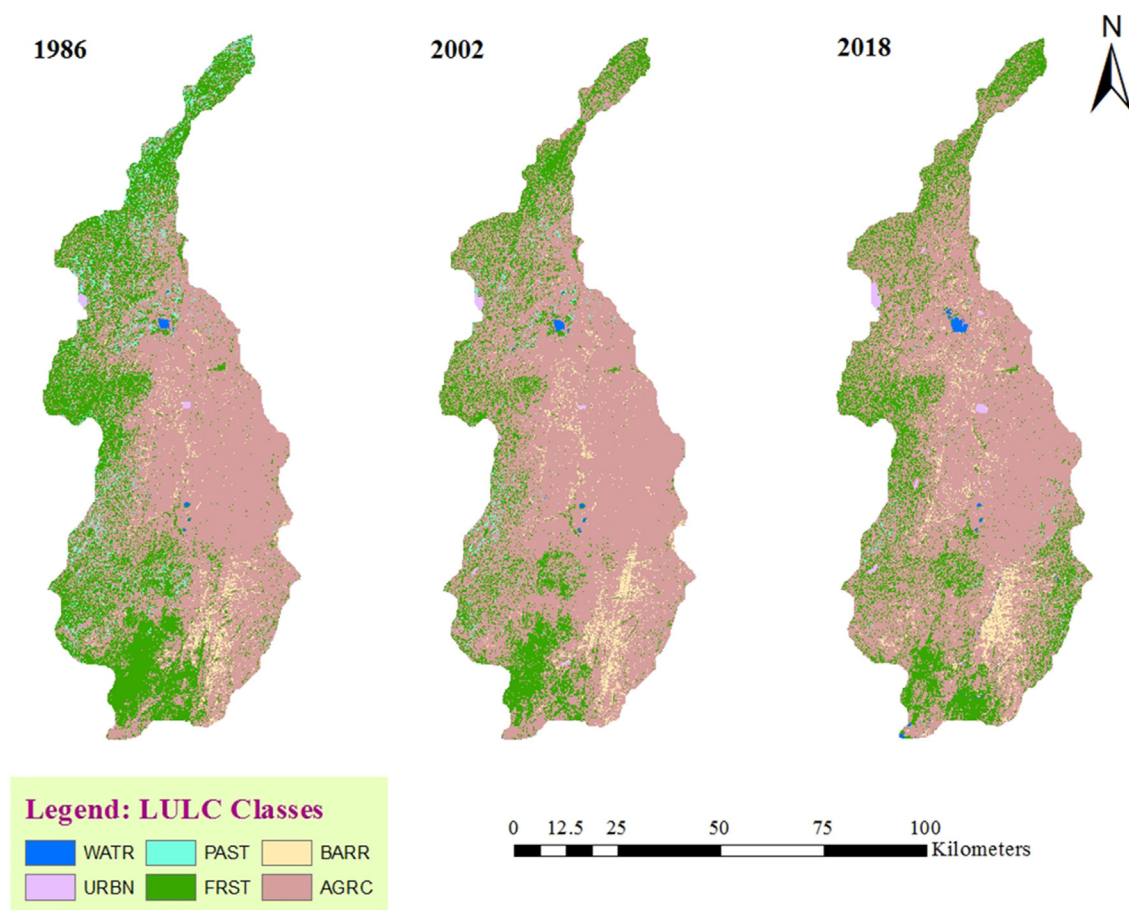 1986
2002
2018
N
Legend: LULC Classes
WATR PAST BARR
URBN FRST AGRC
0 12.5 25 50 75 100
Kilometers